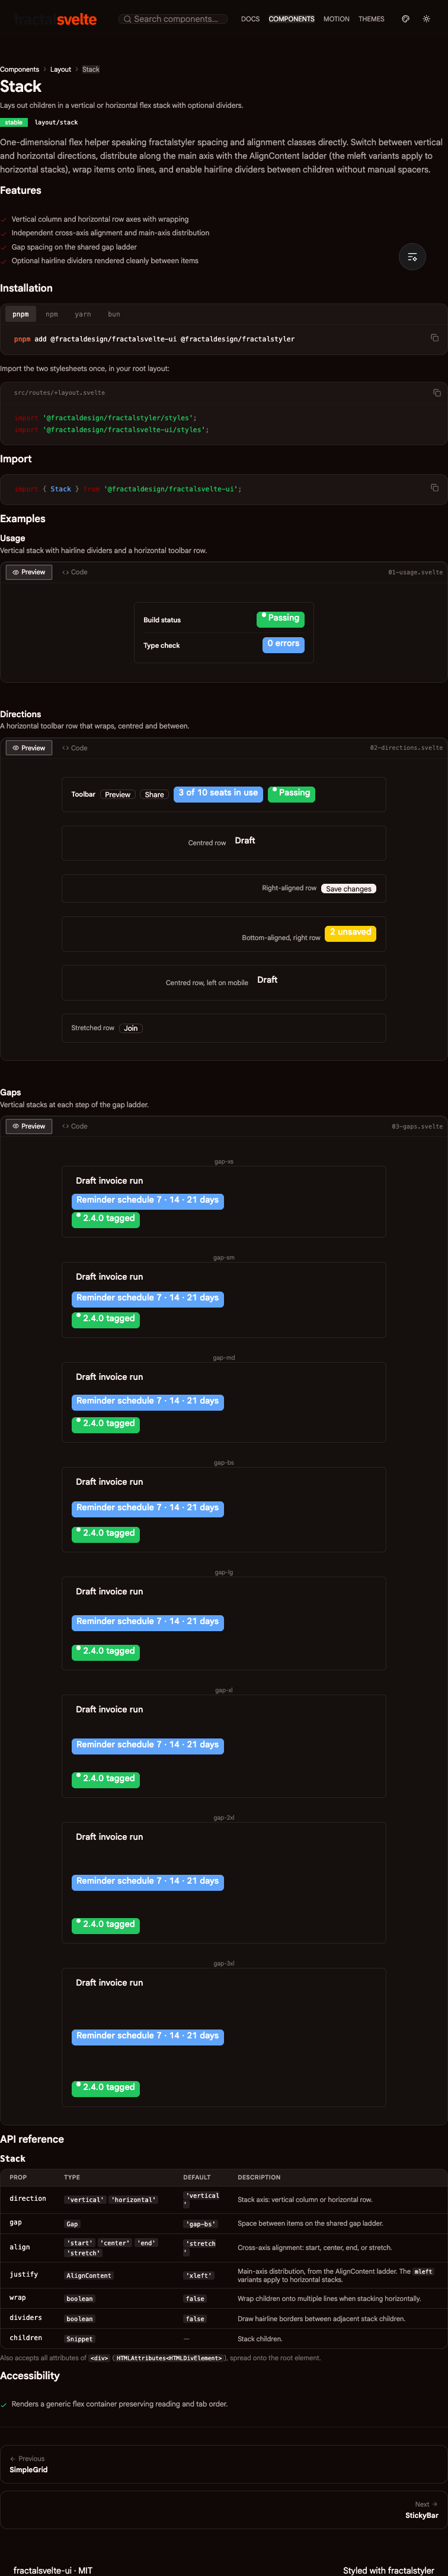 fractalsvelte
Search components...
DOCS
COMPONENTS
MOTION
THEMES
Components > Layout > Stack
Stack
Lays out children in a vertical or horizontal flex stack with optional dividers.
stable layout/stack
One-dimensional flex helper speaking fractalstyler spacing and alignment classes directly. Switch between vertical
and horizontal directions, distribute along the main axis with the AlignContent ladder (the mleft variants apply to
horizontal stacks), wrap items onto lines, and enable hairline dividers between children without manual spacers.
Features
Vertical column and horizontal row axes with wrapping
Independent cross-axis alignment and main-axis distribution
Gap spacing on the shared gap ladder
Optional hairline dividers rendered cleanly between items
Installation
pnpm npm yarn bun
pnpm add @fractaldesign/fractalsvelte-ui @fractaldesign/fractalstyler
Import the two stylesheets once, in your root layout:
src/routes/+layout.svelte
import '@fractaldesign/fractalstyler/styles';
import '@fractaldesign/fractalsvelte-ui/styles';
Import
import { Stack } from '@fractaldesign/fractalsvelte-ui';
Examples
Usage
Vertical stack with hairline dividers and a horizontal toolbar row.
Preview Code 01-usage.svelte
Build status Passing
Type check 0 errors
Directions
A horizontal toolbar row that wraps, centred and between.
Preview Code 02-directions.svelte
Toolbar Preview Share 3 of 10 seats in use Passing
Centred row Draft
Right-aligned row Save changes
Bottom-aligned, right row 2 unsaved
Centred row, left on mobile Draft
Stretched row Join
Gaps
Vertical stacks at each step of the gap ladder.
Preview Code 03-gaps.svelte
gap-xs
Draft invoice run
Reminder schedule 7 · 14 · 21 days
2.4.0 tagged
gap-sm
Draft invoice run
Reminder schedule 7 · 14 · 21 days
2.4.0 tagged
gap-md
Draft invoice run
Reminder schedule 7 · 14 · 21 days
2.4.0 tagged
gap-bs
Draft invoice run
Reminder schedule 7 · 14 · 21 days
2.4.0 tagged
gap-lg
Draft invoice run
Reminder schedule 7 · 14 · 21 days
2.4.0 tagged
gap-xl
Draft invoice run
Reminder schedule 7 · 14 · 21 days
2.4.0 tagged
gap-2xl
Draft invoice run
Reminder schedule 7 · 14 · 21 days
2.4.0 tagged
gap-3xl
Draft invoice run
Reminder schedule 7 · 14 · 21 days
2.4.0 tagged
API reference
Stack
PROP TYPE DEFAULT DESCRIPTION
direction 'vertical' 'horizontal' 'vertical' Stack axis: vertical column or horizontal row.
gap Gap 'gap-bs' Space between items on the shared gap ladder.
align 'start' 'center' 'end' 'stretch' 'stretch' Cross-axis alignment: start, center, end, or stretch.
justify AlignContent 'xleft' Main-axis distribution, from the AlignContent ladder. The mleft
variants apply to horizontal stacks.
wrap boolean false Wrap children onto multiple lines when stacking horizontally.
dividers boolean false Draw hairline borders between adjacent stack children.
children Snippet — Stack children.
Also accepts all attributes of <div> (HTMLAttributes<HTMLDivElement>), spread onto the root element.
Accessibility
Renders a generic flex container preserving reading and tab order.
← Previous
SimpleGrid
Next →
StickyBar
fractalsvelte-ui · MIT
Styled with fractalstyler